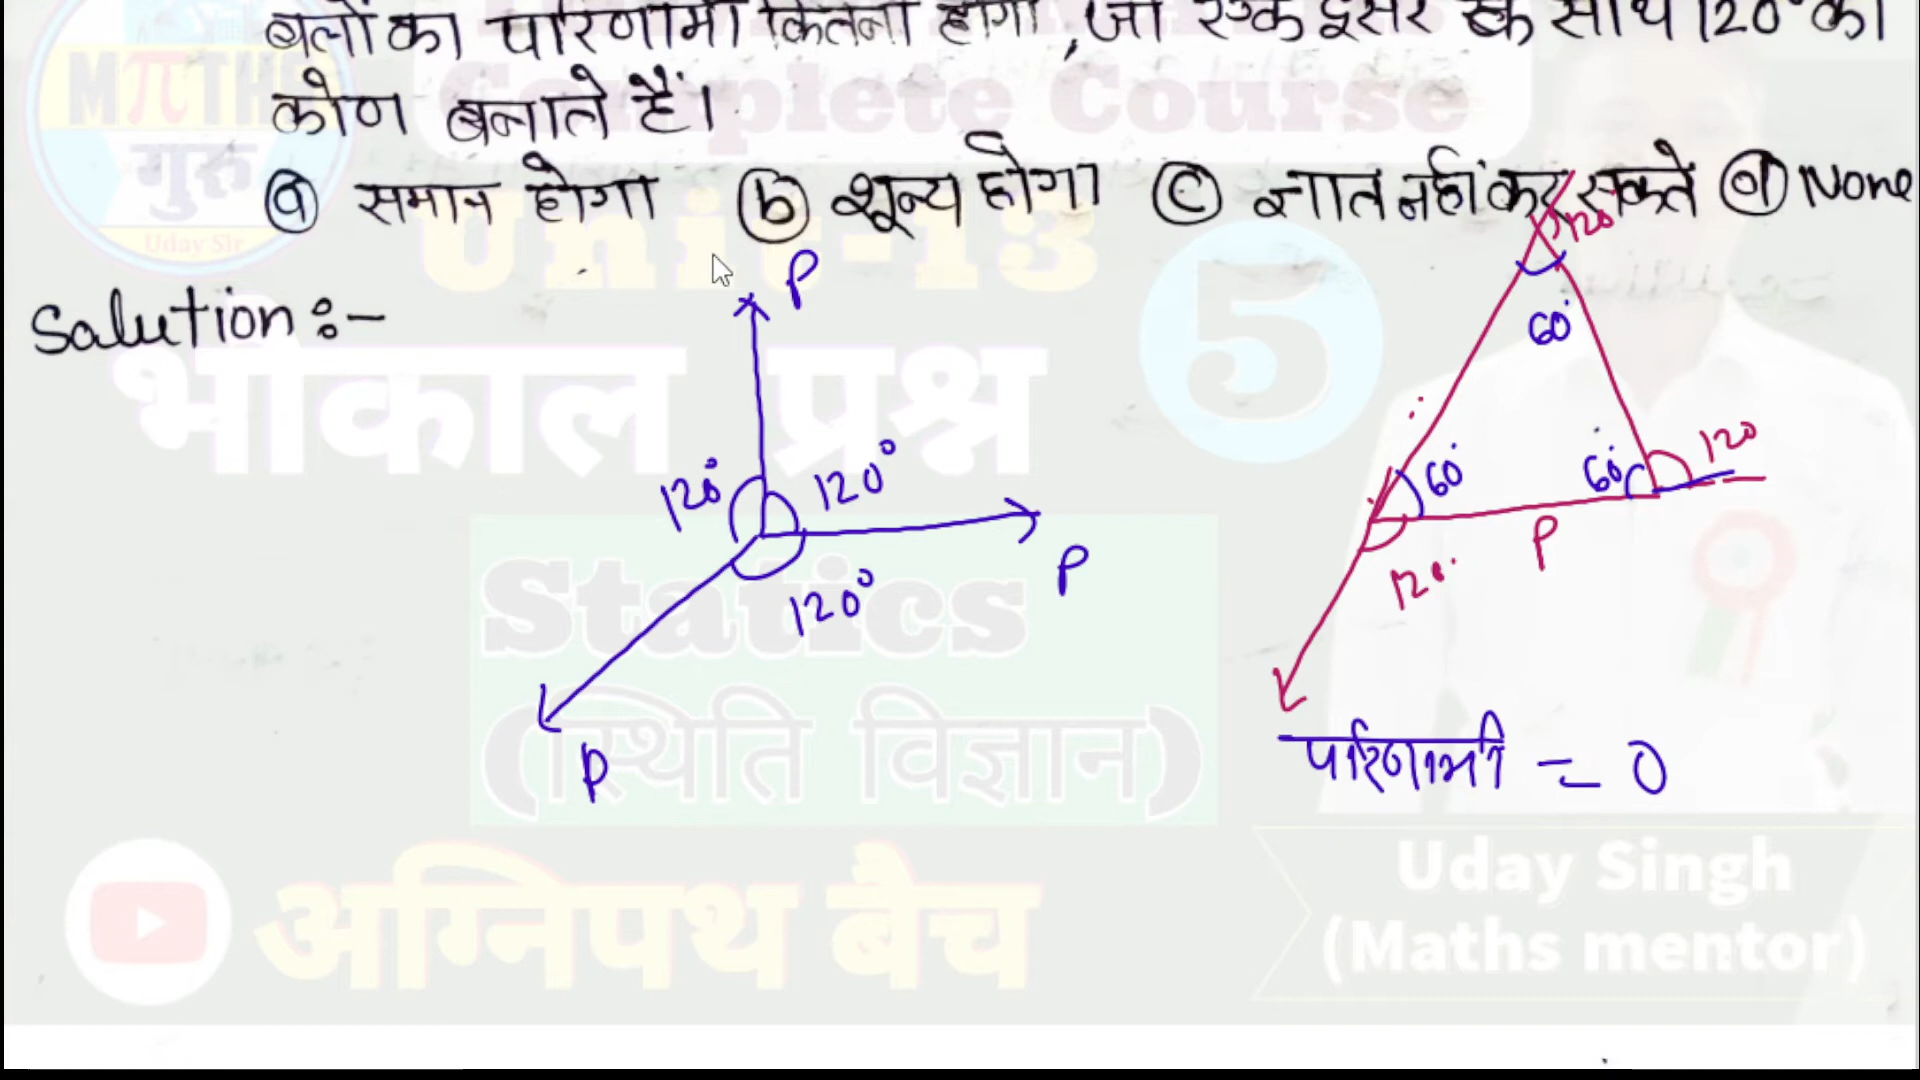 बलों का परिणामी कितना होगा, जो एक दूसरे के साथ 120° का
कोण बनाते हैं।
ⓐ समान होगा ⓑ शून्य होगा ⓒ ज्ञात नहीं कर सकते ⓓ None
Complete Course
MπTHS
गुरु
Uday Sir
Unit-13
5
भौकाल प्रश्न
Salution :-
P
120°
120°
120°
P
P
120
60°
60°
60°
120
P
120°
परिणामी = 0
Statics
(स्थिति विज्ञान)
अग्निपथ बैच
Uday Singh
(Maths mentor)